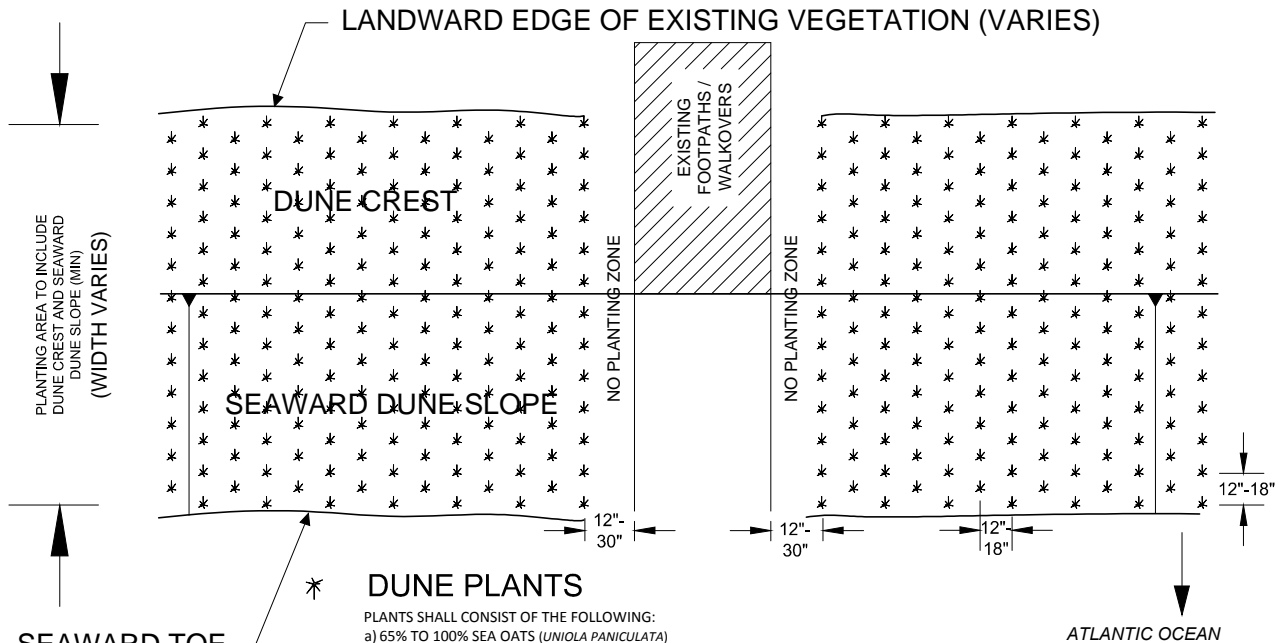 LANDWARD EDGE OF EXISTING VEGETATION (VARIES)
EXISTING
FOOTPATHS /
WALKOVERS
DUNE CREST
PLANTING AREA TO INCLUDE
DUNE CREST AND SEAWARD
DUNE SLOPE (MIN)
(WIDTH VARIES)
NO PLANTING ZONE
NO PLANTING ZONE
SEAWARD DUNE SLOPE
12"-18"
12"-
30"
12"-
30"
12"-
18"
DUNE PLANTS
PLANTS SHALL CONSIST OF THE FOLLOWING:
a) 65% TO 100% SEA OATS (UNIOLA PANICULATA)
SEAWARD TOE
ATLANTIC OCEAN